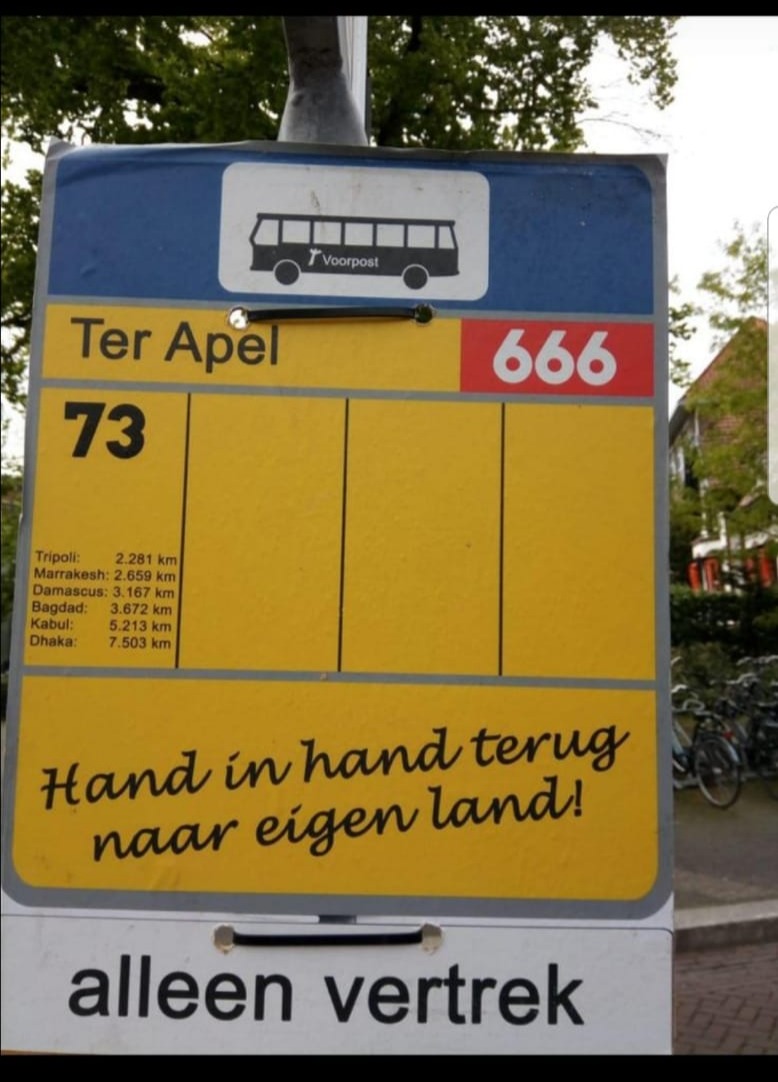 Voorpost
Ter Apel 666
73
Tripoli: 2.281 km
Marrakesh: 2.659 km
Damascus: 3.167 km
Bagdad: 3.672 km
Kabul: 5.213 km
Dhaka: 7.503 km
Hand in hand terug
naar eigen land!
alleen vertrek